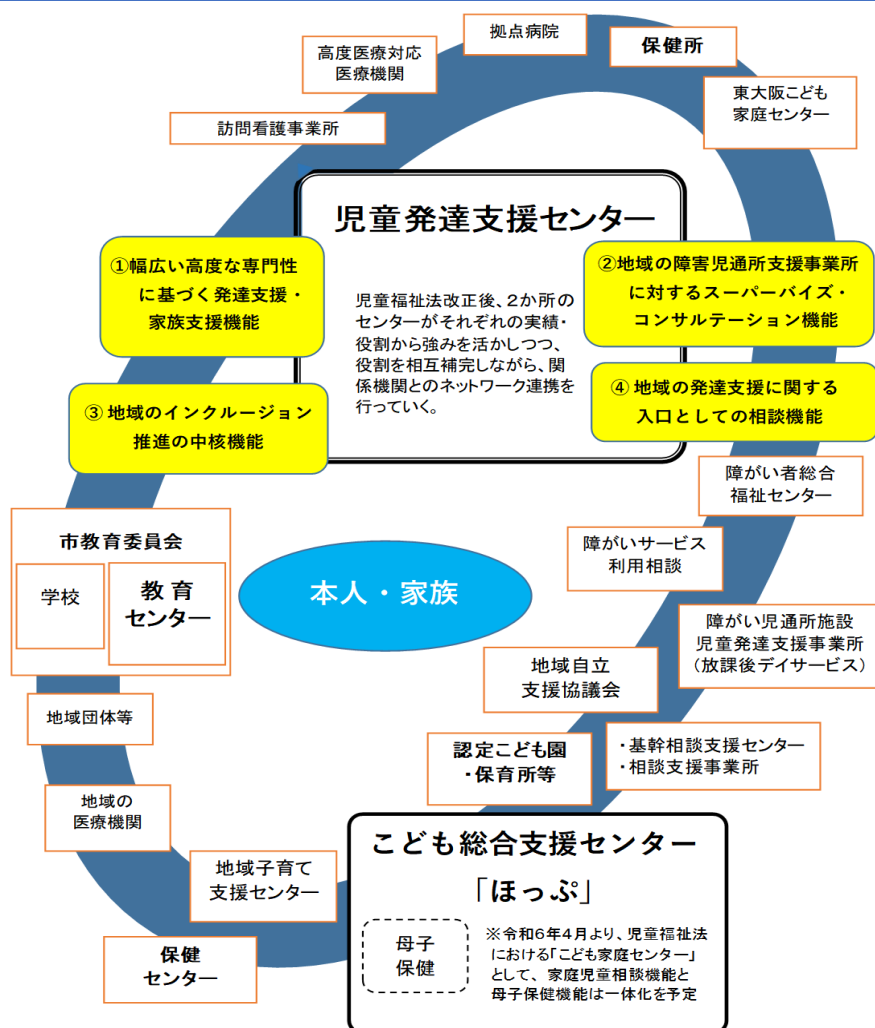 拠点病院
保健所
高度医療対応
医療機関
東大阪こども
家庭センター
訪問看護事業所
児童発達支援センター
①幅広い高度な専門性
に基づく発達支援・
家族支援機能
②地域の障害児通所支援事業所
に対するスーパーバイズ・
コンサルテーション機能
児童福祉法改正後、2か所の
センターがそれぞれの実績・
役割から強みを活かしつつ、
役割を相互補完しながら、関
係機関とのネットワーク連携を
行っていく。
③地域のインクルージョン
推進の中核機能
④地域の発達支援に関する
入口としての相談機能
障がい者総合
福祉センター
市教育委員会
学校
教育
センター
本人・家族
障がいサービス
利用相談
障がい児通所施設
児童発達支援事業所
(放課後デイサービス)
地域自立
支援協議会
地域団体等
認定こども園
・保育所等
・基幹相談支援センター
・相談支援事業所
地域の
医療機関
地域子育て
支援センター
保健
センター
こども総合支援センター
「ほっぷ」
母子
保健
※令和6年4月より、児童福祉法
における「こども家庭センター」
として、家庭児童相談機能と
母子保健機能は一体化を予定